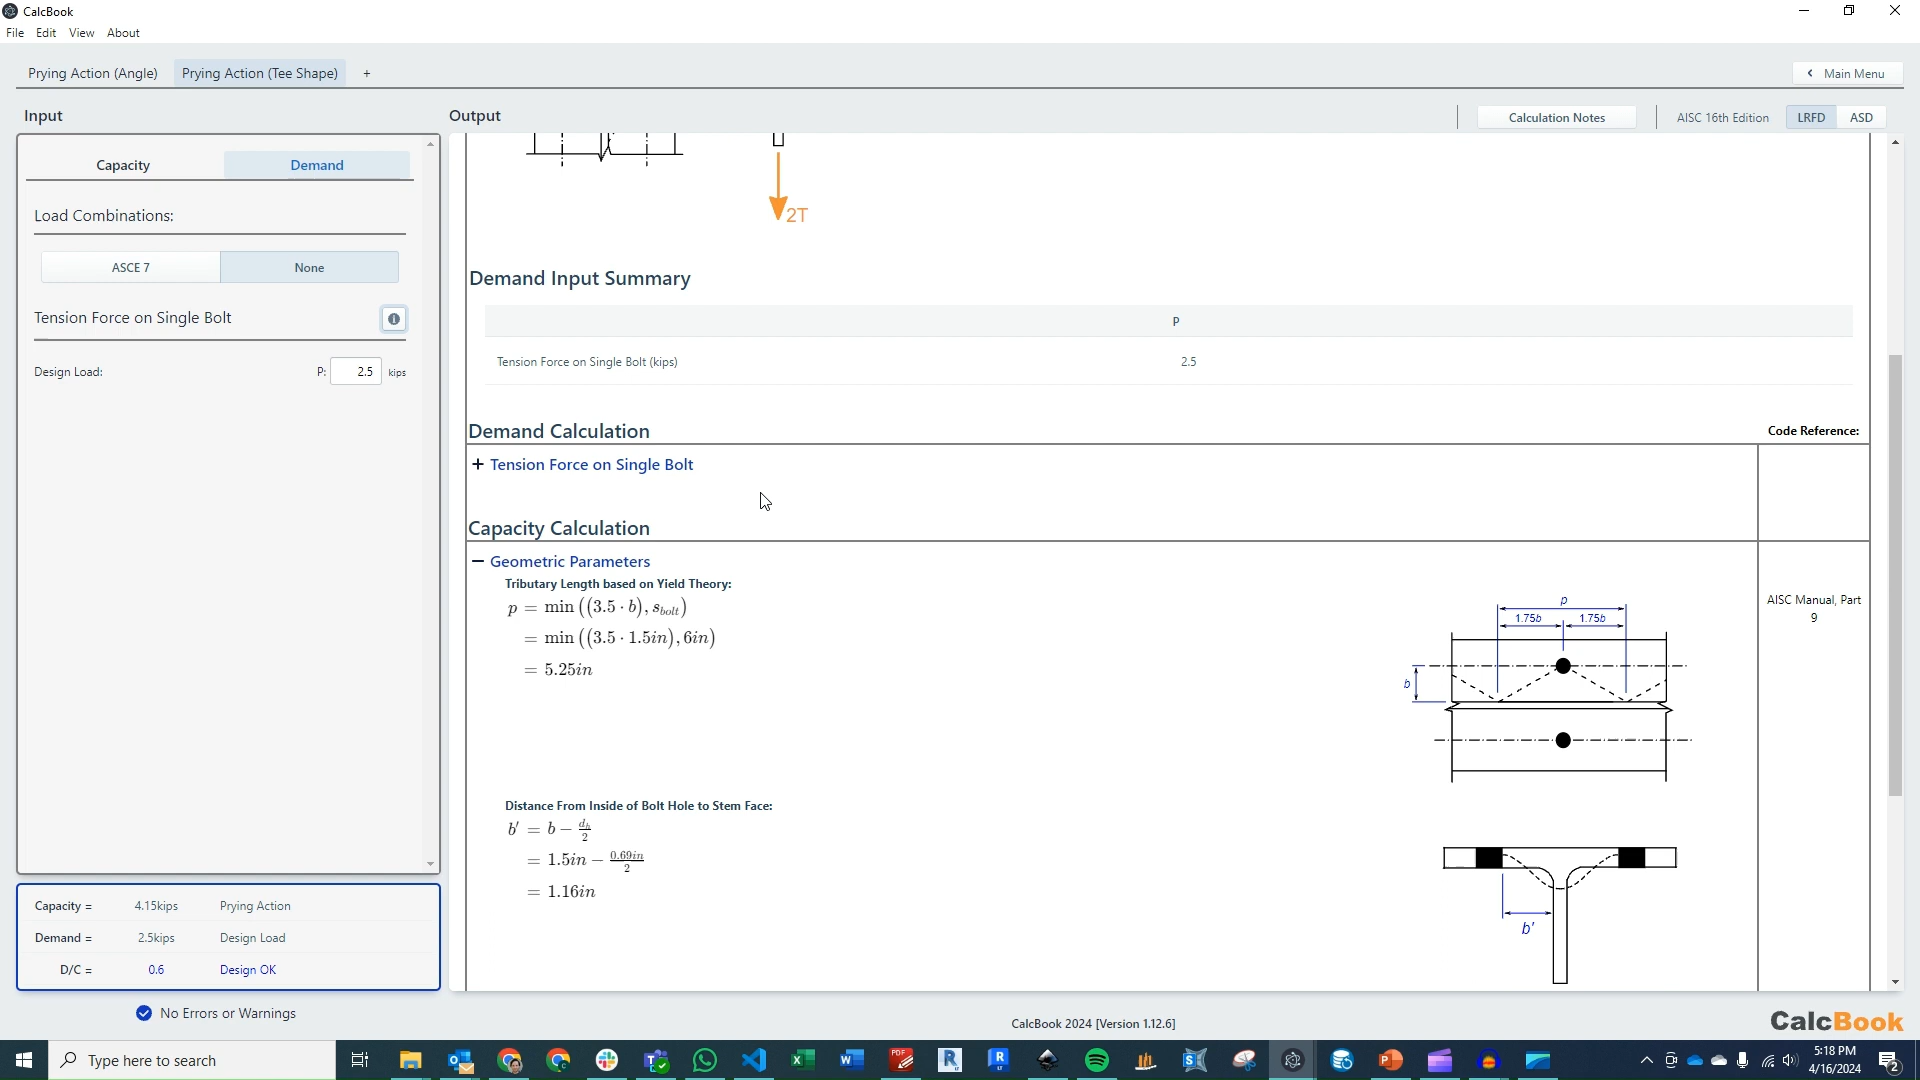 CalcBook
File Edit View About
Prying Action (Angle) Prying Action (Tee Shape) + Main Menu
Input
Output
Calculation Notes AISC 16th Edition LRFD ASD
Capacity Demand
Load Combinations:
ASCE 7 None
Tension Force on Single Bolt
Design Load: P: 2.5 kips
2T
Demand Input Summary
P
Tension Force on Single Bolt (kips) 2.5
Demand Calculation Code Reference:
+ Tension Force on Single Bolt
Capacity Calculation
− Geometric Parameters
Tributary Length based on Yield Theory:
p = min ((3.5 · b), s_bolt)
= min ((3.5 · 1.5in), 6in)
= 5.25in
p
1.75b 1.75b
b
AISC Manual, Part
9
Distance From Inside of Bolt Hole to Stem Face:
b′ = b − d_h/2
= 1.5in − 0.69in/2
= 1.16in
b'
Capacity = 4.15kips Prying Action
Demand = 2.5kips Design Load
D/C = 0.6 Design OK
No Errors or Warnings
CalcBook 2024 [Version 1.12.6]
CalcBook
Type here to search
5:18 PM
4/16/2024
2